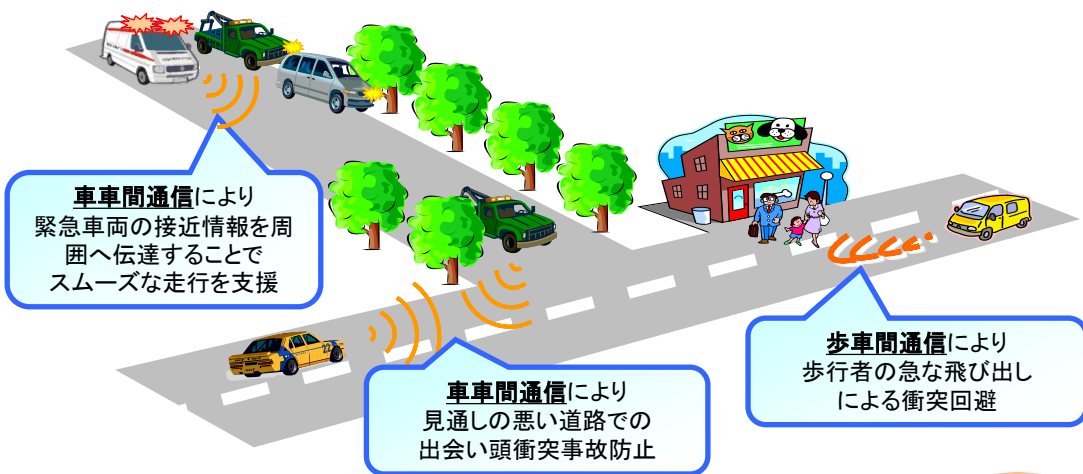 車車間通信により
緊急車両の接近情報を周
囲へ伝達することで
スムーズな走行を支援
車車間通信により
見通しの悪い道路での
出会い頭衝突事故防止
歩車間通信により
歩行者の急な飛び出し
による衝突回避
22